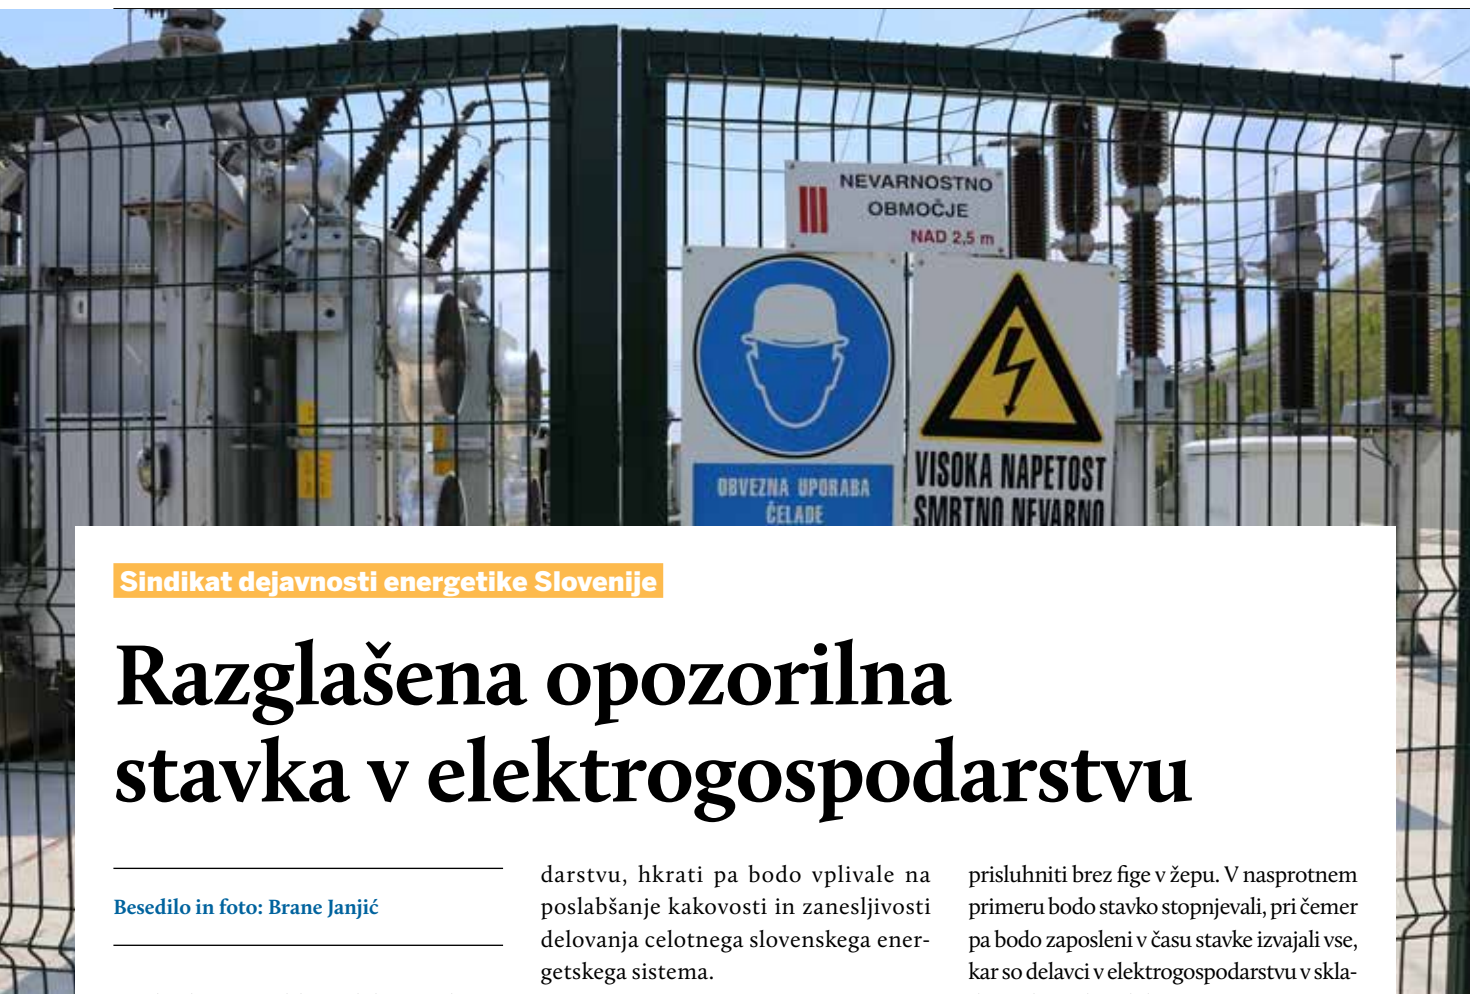 NEVARNOSTNO
OBMOČJE
NAD 2,5 m
OBVEZNA UPORABA
ČELADE
VISOKA NAPETOST
SMRTNO NEVARNO
Sindikat dejavnosti energetike Slovenije
Razglašena opozorilna
stavka v elektrogospodarstvu
Besedilo in foto: Brane Janjić
darstvu, hkrati pa bodo vplivale na
poslabšanje kakovosti in zanesljivosti
delovanja celotnega slovenskega ener-
getskega sistema.
prisluhniti brez fige v žepu. V nasprotnem
primeru bodo stavko stopnjevali, pri čemer
pa bodo zaposleni v času stavke izvajali vse,
kar so delavci v elektrogospodarstvu v skla-